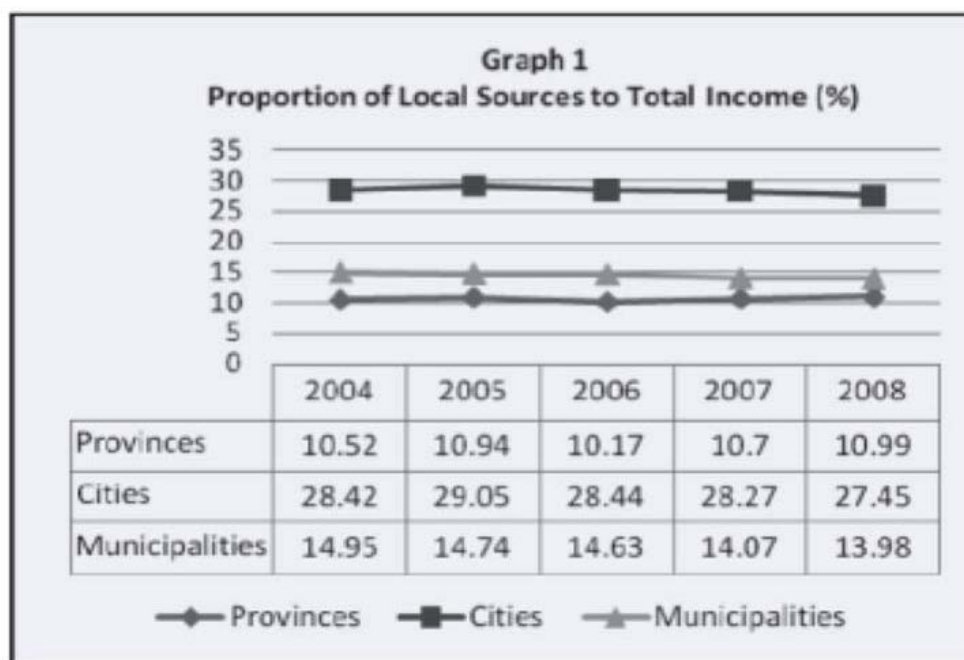 Graph 1
Proportion of Local Sources to Total Income (%)
35
30
25
20
15
10
5
0
2004 2005 2006 2007 2008
Provinces 10.52 10.94 10.17 10.7 10.99
Cities 28.42 29.05 28.44 28.27 27.45
Municipalities 14.95 14.74 14.63 14.07 13.98
Provinces Cities Municipalities